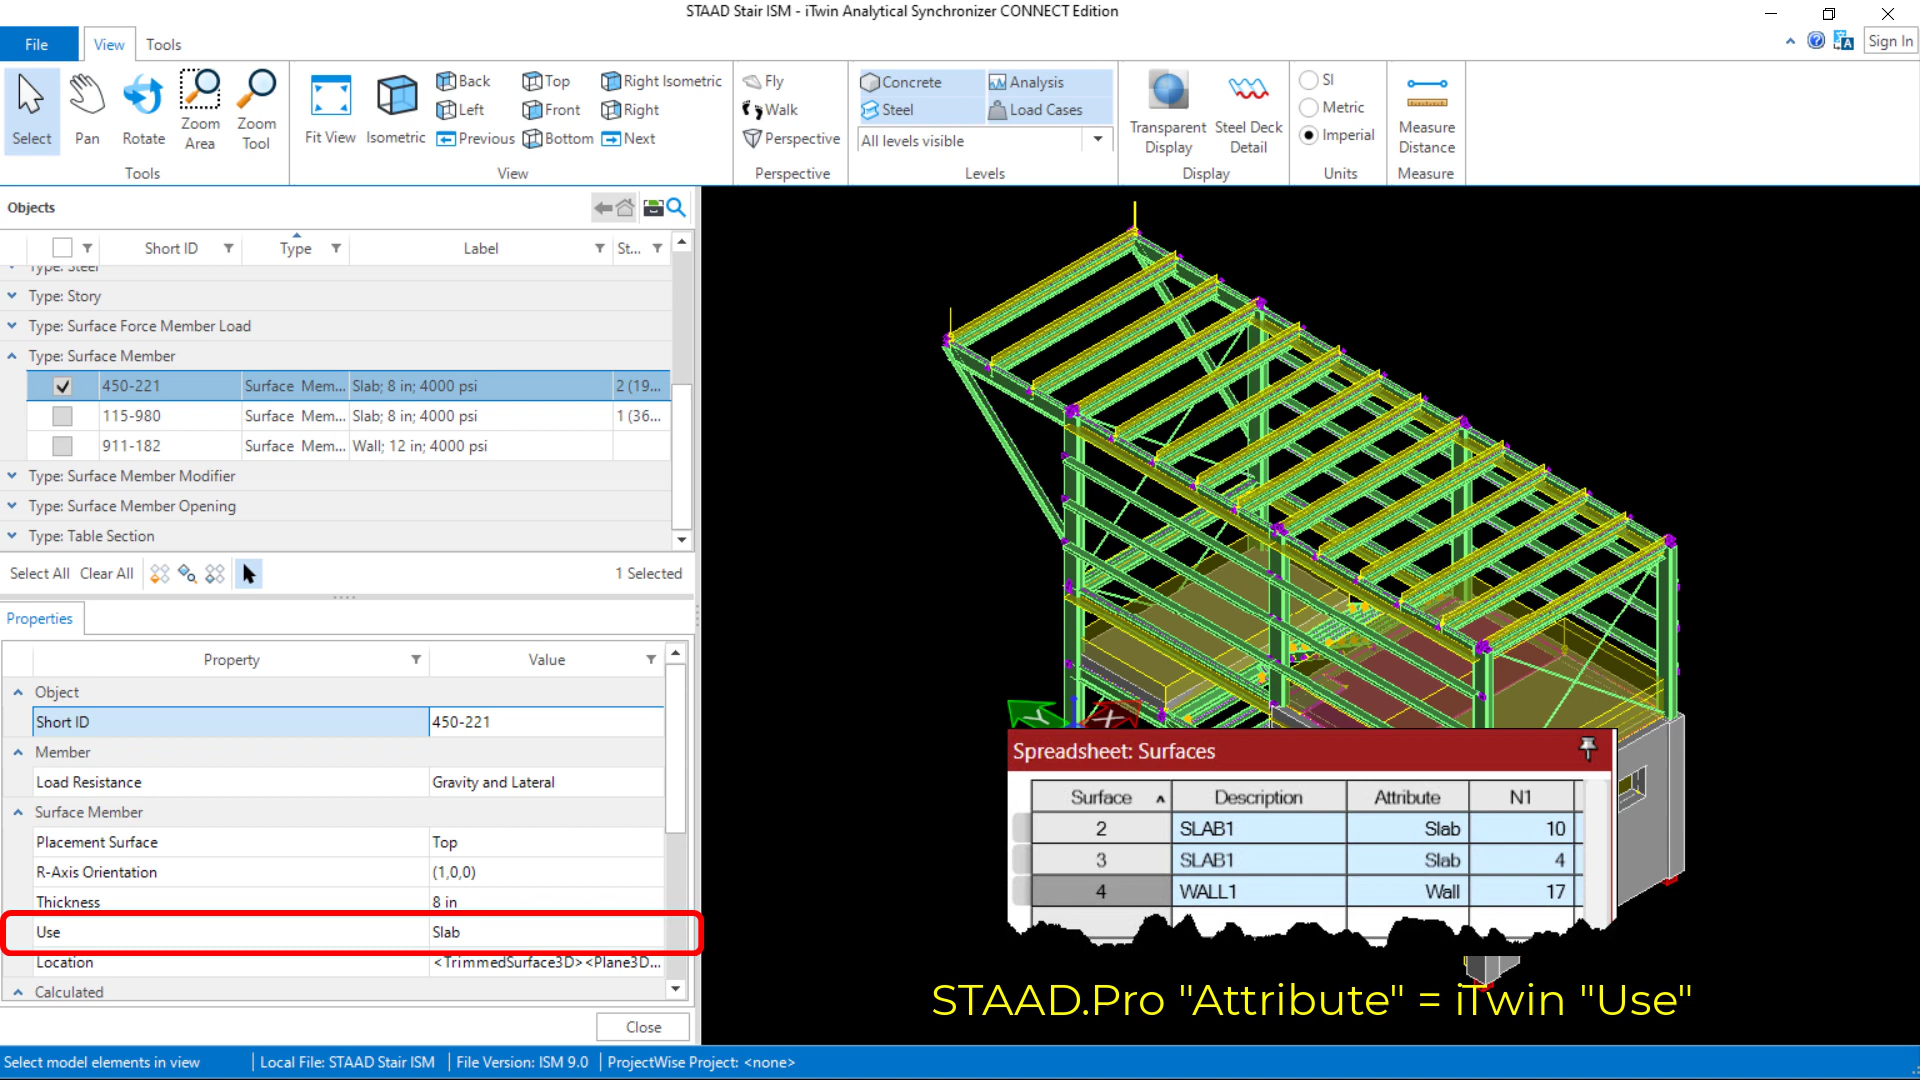 STAAD Stair ISM - iTwin Analytical Synchronizer CONNECT Edition
File View Tools
Sign In
Select Pan Rotate Zoom Area Zoom Tool
Tools
Fit View Isometric
Back Top Right Isometric
Left Front Right
Previous Bottom Next
View
Fly
Walk
Perspective
Perspective
Concrete Analysis
Steel Load Cases
All levels visible
Levels
Transparent Display Steel Deck Detail
Display
SI
Metric
Imperial
Units
Measure Distance
Measure
Objects
Short ID Type Label St...
Type: Steel
Type: Story
Type: Surface Force Member Load
Type: Surface Member
450-221 Surface Mem... Slab; 8 in; 4000 psi 2 (19...
115-980 Surface Mem... Slab; 8 in; 4000 psi 1 (36...
911-182 Surface Mem... Wall; 12 in; 4000 psi
Type: Surface Member Modifier
Type: Surface Member Opening
Type: Table Section
Select All Clear All 1 Selected
Properties
Property Value
Object
Short ID 450-221
Member
Load Resistance Gravity and Lateral
Surface Member
Placement Surface Top
R-Axis Orientation (1,0,0)
Thickness 8 in
Use Slab
Location <TrimmedSurface3D><Plane3D...
Calculated
Close
Y X
Spreadsheet: Surfaces
Surface Description Attribute N1
2 SLAB1 Slab 10
3 SLAB1 Slab 4
4 WALL1 Wall 17
STAAD.Pro "Attribute" = iTwin "Use"
Select model elements in view Local File: STAAD Stair ISM File Version: ISM 9.0 ProjectWise Project: <none>